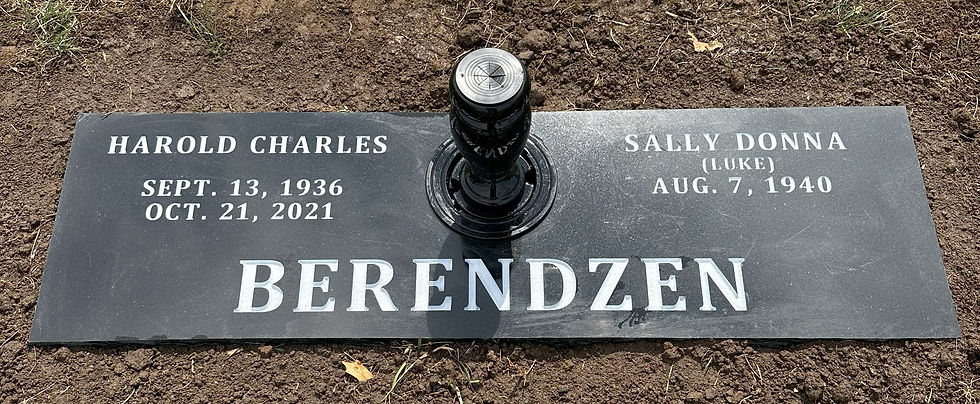 HAROLD CHARLES
SEPT. 13, 1936
OCT. 21, 2021
SALLY DONNA
(LUKE)
AUG. 7, 1940
BERENDZEN